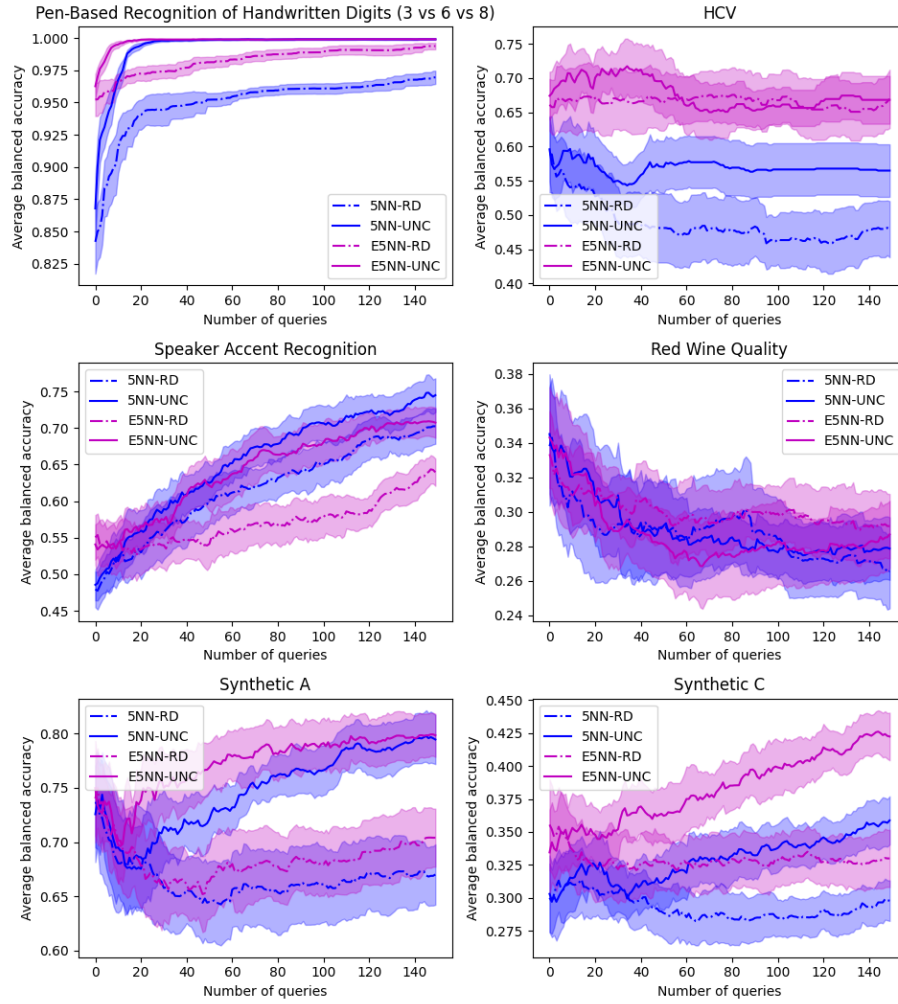 Pen-Based Recognition of Handwritten Digits (3 vs 6 vs 8)
Average balanced accuracy
1.000
0.975
0.950
0.925
0.900
0.875
0.850
0.825
5NN-RD
5NN-UNC
E5NN-RD
E5NN-UNC
0 20 40 60 80 100 120 140
Number of queries
HCV
Average balanced accuracy
0.75
0.70
0.65
0.60
0.55
0.50
0.45
0.40
5NN-RD
5NN-UNC
E5NN-RD
E5NN-UNC
0 20 40 60 80 100 120 140
Number of queries
Speaker Accent Recognition
Average balanced accuracy
0.75
0.70
0.65
0.60
0.55
0.50
0.45
5NN-RD
5NN-UNC
E5NN-RD
E5NN-UNC
0 20 40 60 80 100 120 140
Number of queries
Red Wine Quality
Average balanced accuracy
0.38
0.36
0.34
0.32
0.30
0.28
0.26
0.24
5NN-RD
5NN-UNC
E5NN-RD
E5NN-UNC
0 20 40 60 80 100 120 140
Number of queries
Synthetic A
Average balanced accuracy
0.80
0.75
0.70
0.65
0.60
5NN-RD
5NN-UNC
E5NN-RD
E5NN-UNC
0 20 40 60 80 100 120 140
Number of queries
Synthetic C
Average balanced accuracy
0.450
0.425
0.400
0.375
0.350
0.325
0.300
0.275
5NN-RD
5NN-UNC
E5NN-RD
E5NN-UNC
0 20 40 60 80 100 120 140
Number of queries